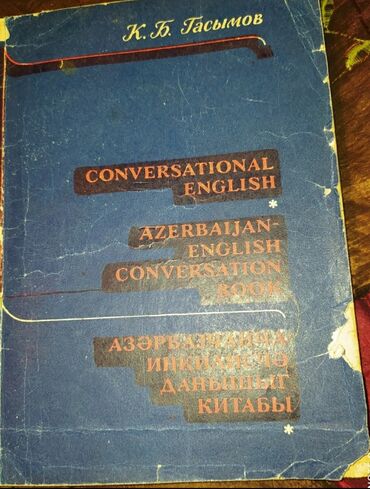 К. Б. Гасымов
CONVERSATIONAL
ENGLISH
*
AZERBAIJAN-
ENGLISH
CONVERSATION
BOOK
АЗӘРБАЈҸАНҸА
ИНКИЛИСҸӘ
ДАНЫШЫГ
КИТАБЫ
*